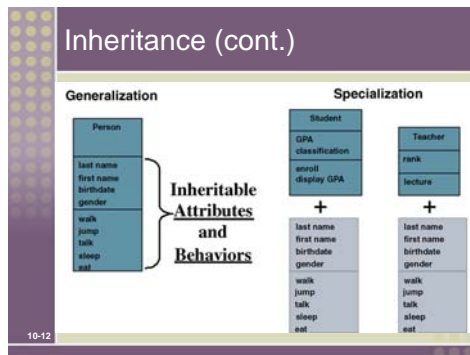 Inheritance (cont.)
Generalization
Person
last name
first name
birthdate
gender
walk
jump
talk
sleep
eat
Inheritable
Attributes
and
Behaviors
Specialization
Student
GPA
classification
enroll
display GPA
+
last name
first name
birthdate
gender
walk
jump
talk
sleep
eat
Teacher
rank
lecture
+
last name
first name
birthdate
gender
walk
jump
talk
sleep
eat
10-12